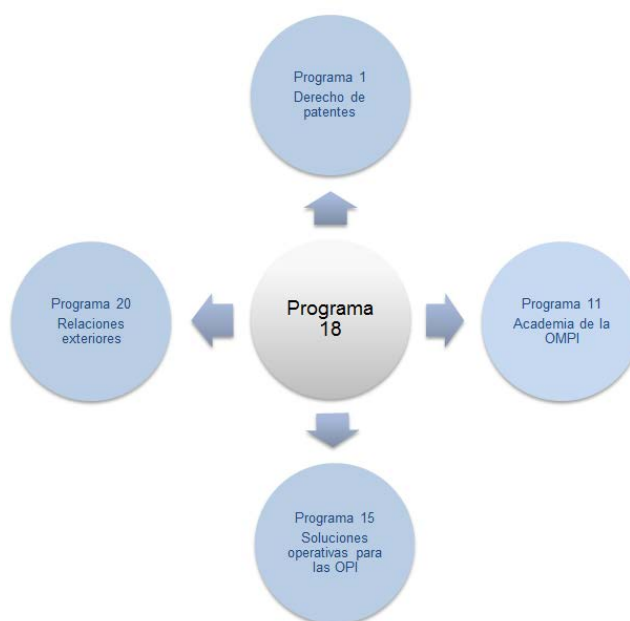 Programa 1
Derecho de
patentes
Programa 20
Relaciones
exteriores
Programa
18
Programa 11
Academia de la
OMPI
Programa 15
Soluciones
operativas para
las OPI